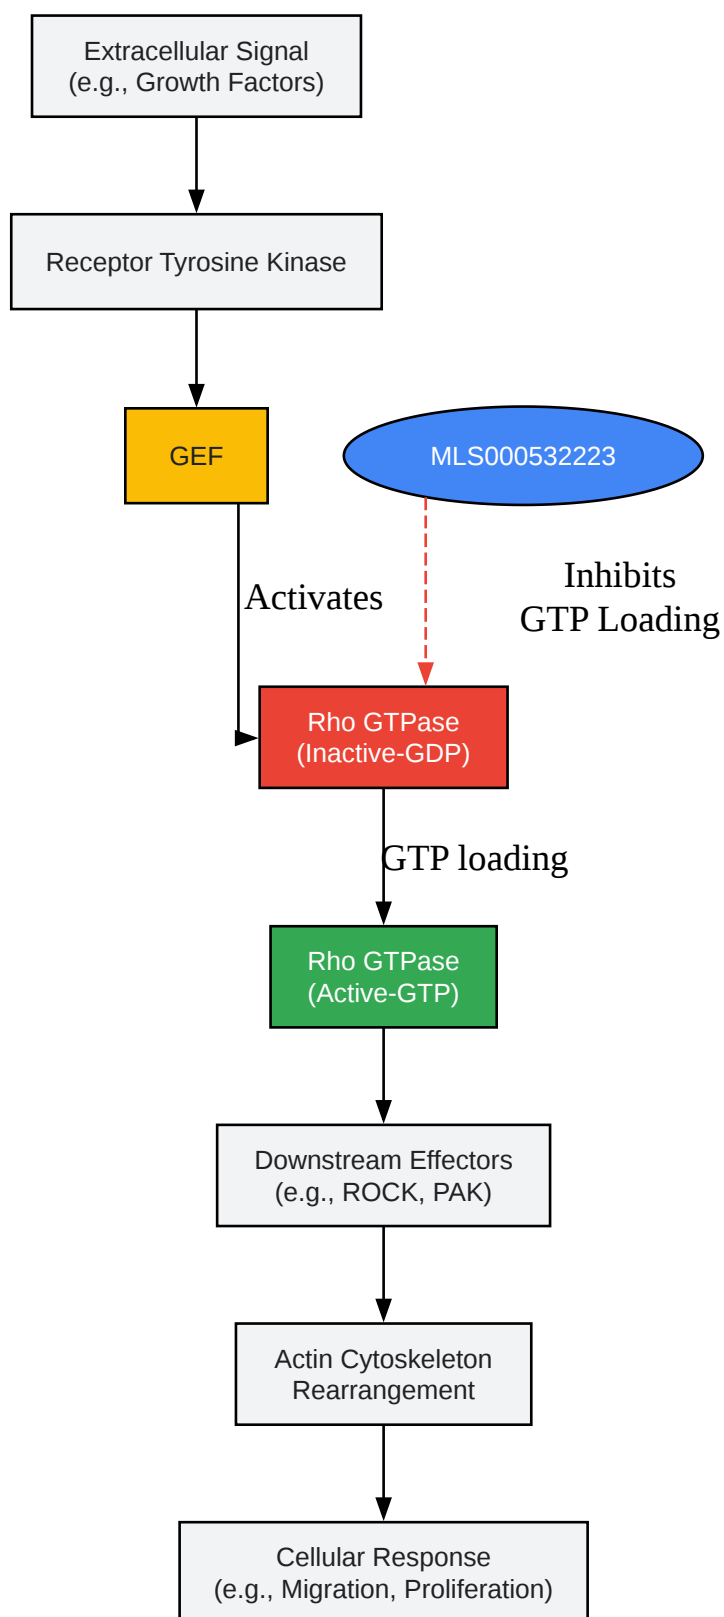 Extracellular Signal
(e.g., Growth Factors)
Receptor Tyrosine Kinase
GEF
MLS000532223
Activates
Inhibits
GTP Loading
Rho GTPase
(Inactive-GDP)
GTP loading
Rho GTPase
(Active-GTP)
Downstream Effectors
(e.g., ROCK, PAK)
Actin Cytoskeleton
Rearrangement
Cellular Response
(e.g., Migration, Proliferation)